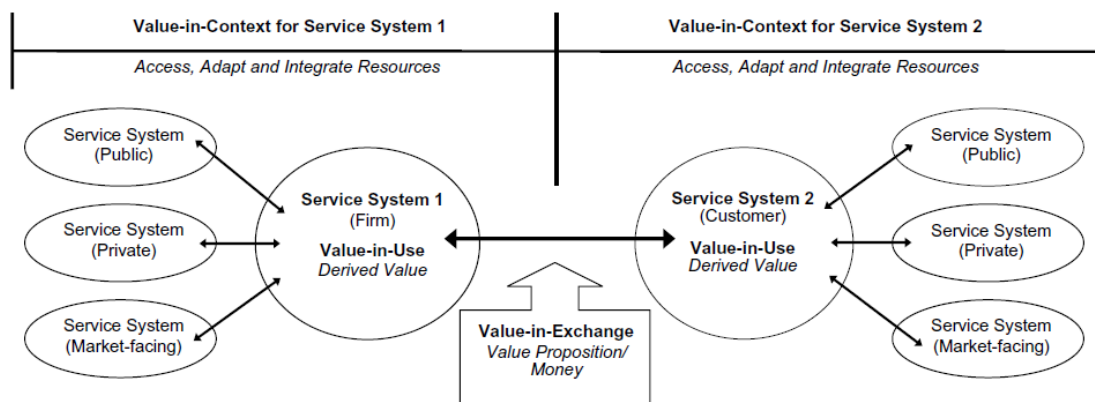 Value-in-Context for Service System 1
Value-in-Context for Service System 2
Access, Adapt and Integrate Resources
Access, Adapt and Integrate Resources
Service System
(Public)
Service System
(Private)
Service System
(Market-facing)
Service System 1
(Firm)
Value-in-Use
Derived Value
Value-in-Exchange
Value Proposition/
Money
Service System 2
(Customer)
Value-in-Use
Derived Value
Service System
(Public)
Service System
(Private)
Service System
(Market-facing)